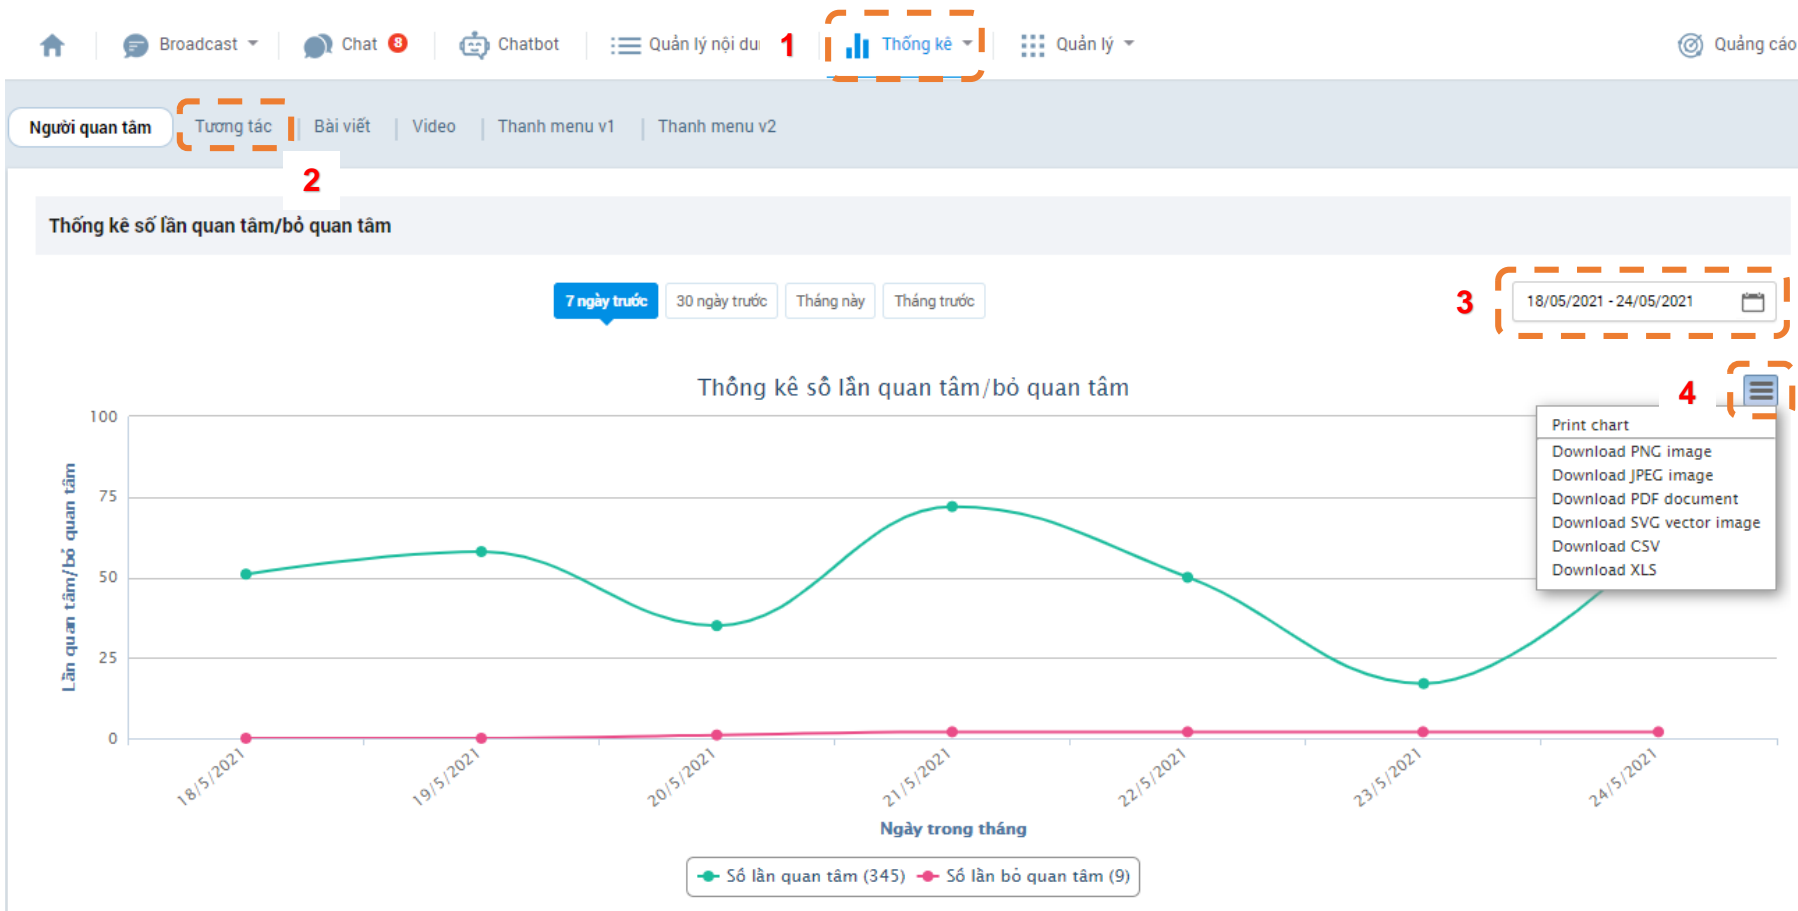 Broadcast
Chat 8
Chatbot
Quản lý nội du
1
Thống kê
Quản lý
Quảng cáo
Người quan tâm
Tương tác
Bài viết
Video
Thanh menu v1
Thanh menu v2
2
Thống kê số lần quan tâm/bỏ quan tâm
7 ngày trước
30 ngày trước
Tháng này
Tháng trước
3
18/05/2021 - 24/05/2021
Thống kê số lần quan tâm/bỏ quan tâm
4
Print chart
Download PNG image
Download JPEG image
Download PDF document
Download SVG vector image
Download CSV
Download XLS
Lần quan tâm/bỏ quan tâm
100
75
50
25
0
18/5/2021
19/5/2021
20/5/2021
21/5/2021
22/5/2021
23/5/2021
24/5/2021
Ngày trong tháng
Số lần quan tâm (345)
Số lần bỏ quan tâm (9)